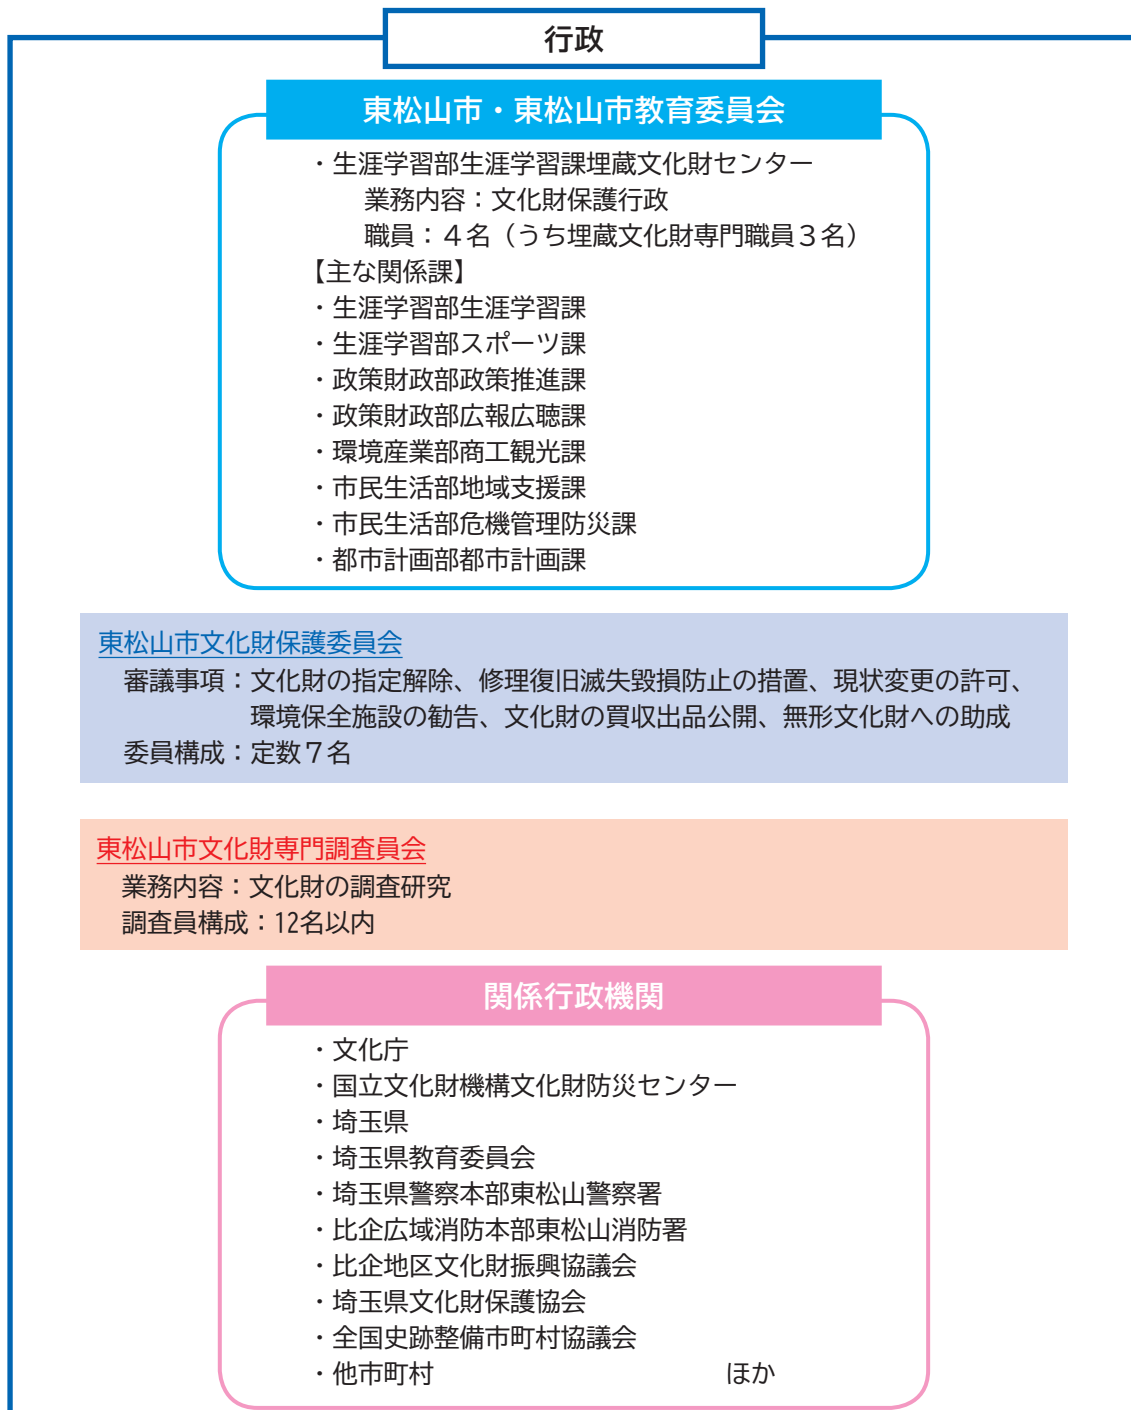 行政
東松山市・東松山市教育委員会
・生涯学習部生涯学習課埋蔵文化財センター
業務内容：文化財保護行政
職員：４名（うち埋蔵文化財専門職員３名）
【主な関係課】
・生涯学習部生涯学習課
・生涯学習部スポーツ課
・政策財政部政策推進課
・政策財政部広報広聴課
・環境産業部商工観光課
・市民生活部地域支援課
・市民生活部危機管理防災課
・都市計画部都市計画課
東松山市文化財保護委員会
審議事項：文化財の指定解除、修理復旧滅失毀損防止の措置、現状変更の許可、
環境保全施設の勧告、文化財の買収出品公開、無形文化財への助成
委員構成：定数７名
東松山市文化財専門調査員会
業務内容：文化財の調査研究
調査員構成：12名以内
関係行政機関
・文化庁
・国立文化財機構文化財防災センター
・埼玉県
・埼玉県教育委員会
・埼玉県警察本部東松山警察署
・比企広域消防本部東松山消防署
・比企地区文化財振興協議会
・埼玉県文化財保護協会
・全国史跡整備市町村協議会
・他市町村　ほか